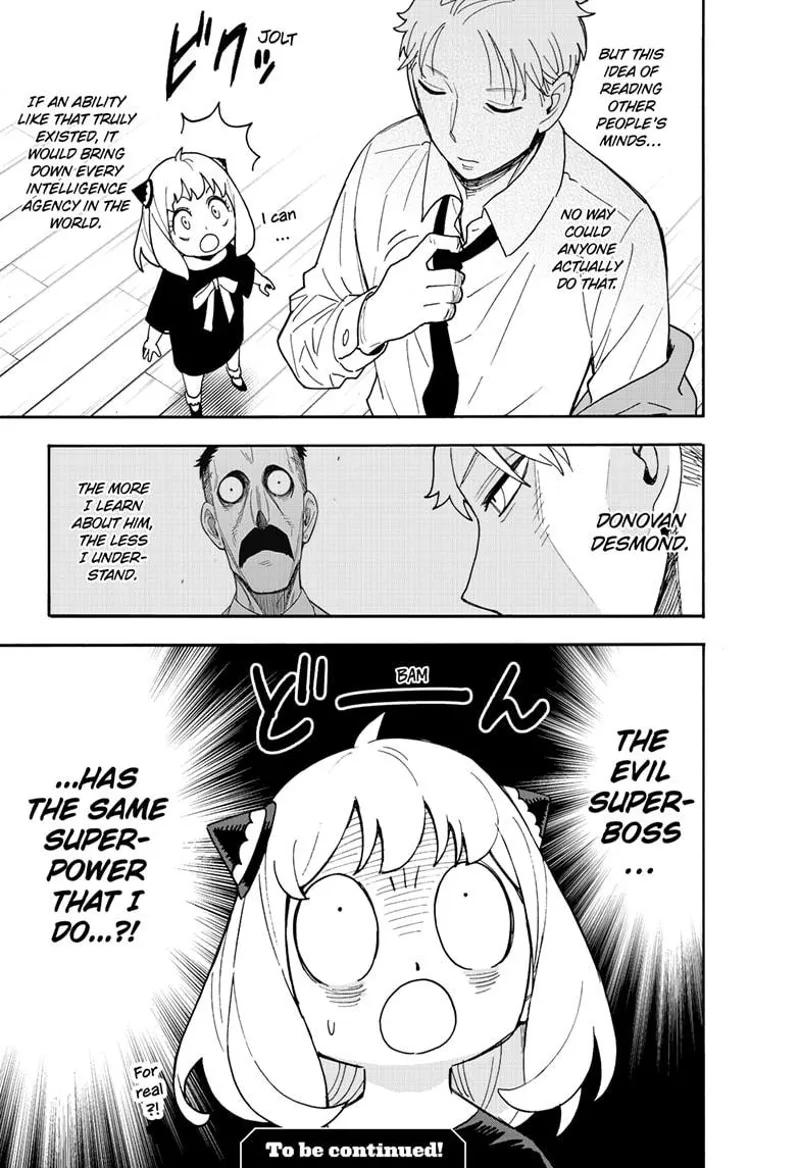 BUT THIS
IDEA OF
READING
OTHER
PEOPLE'S
MINDS...
NO WAY
COULD
ANYONE
ACTUALLY
DO THAT.
ビクッ
JOLT
IF AN ABILITY
LIKE THAT TRULY
EXISTED, IT
WOULD BRING
DOWN EVERY
INTELLIGENCE
AGENCY IN THE
WORLD.
I can
...
DONOVAN
DESMOND.
THE MORE
I LEARN
ABOUT HIM,
THE LESS
I UNDER-
STAND.
どーん
BAM
THE
EVIL
SUPER-
BOSS
...
...HAS
THE SAME
SUPER-
POWER
THAT I
DO...?!
For
real
?!
To be continued!